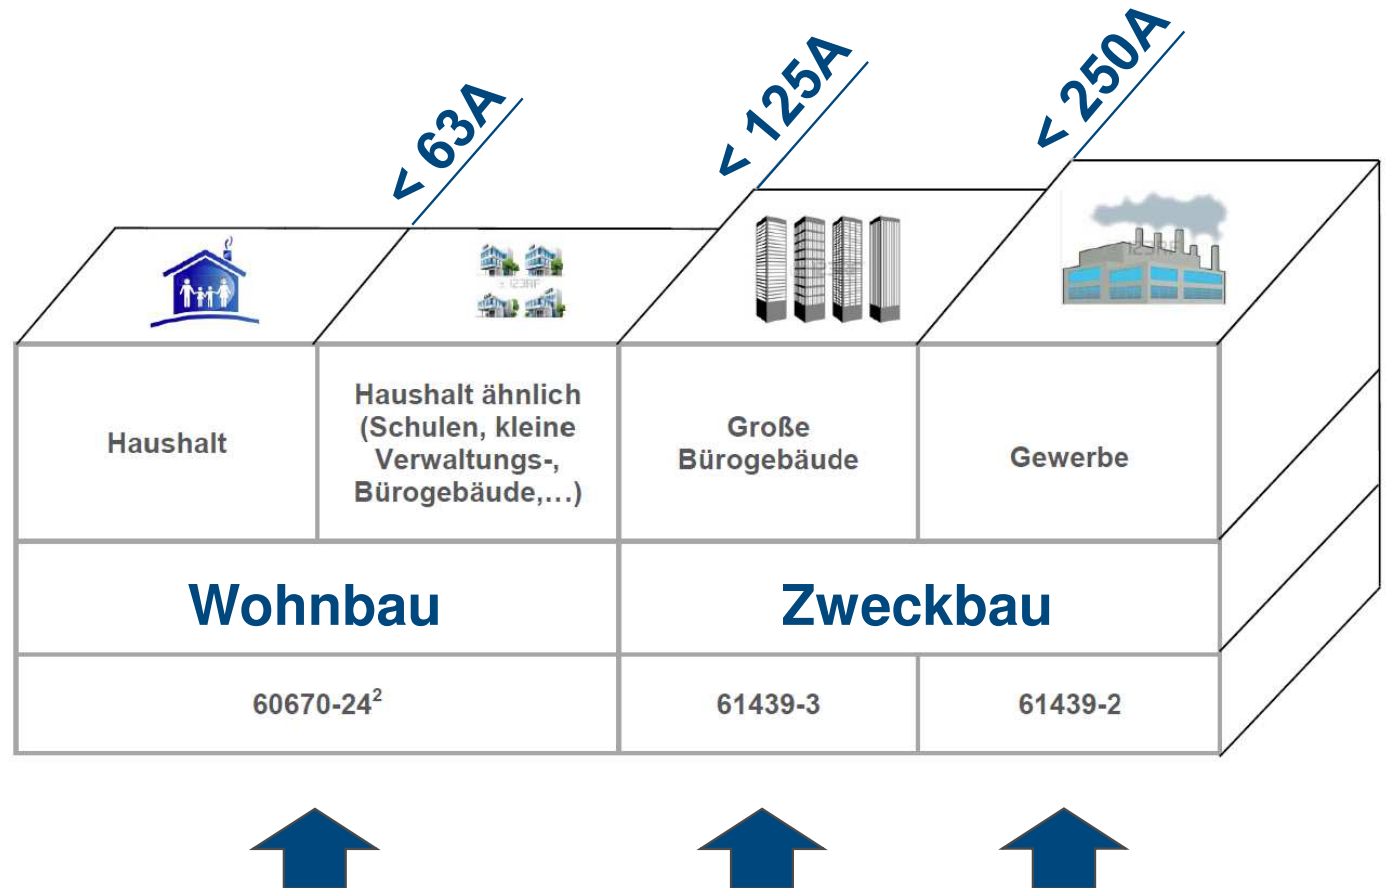 < 63A
< 125A
< 250A
123RF
Haushalt
Haushalt ähnlich
(Schulen, kleine
Verwaltungs-,
Bürogebäude,...)
Große
Bürogebäude
Gewerbe
Wohnbau
Zweckbau
60670-24²
61439-3
61439-2